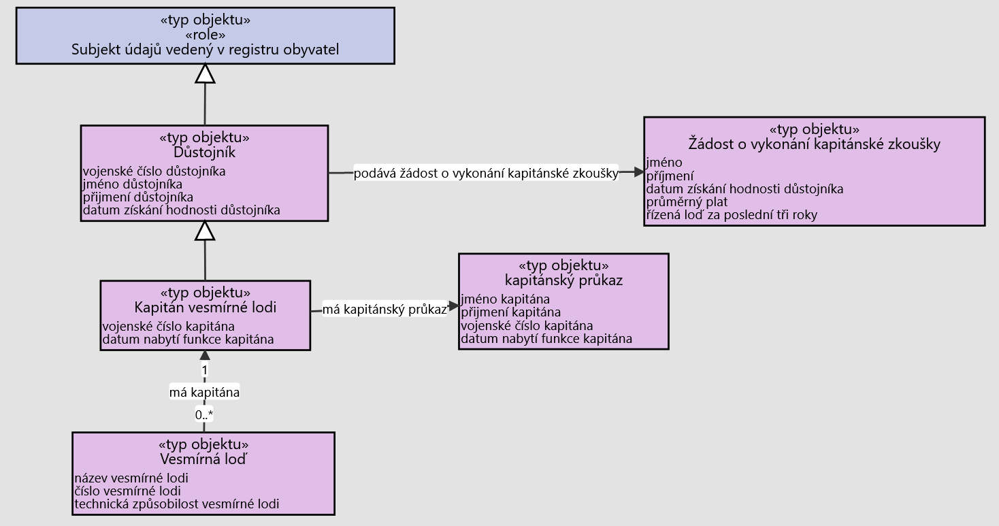 «typ objektu»
«role»
Subjekt údajů vedený v registru obyvatel
«typ objektu»
Důstojník
vojenské číslo důstojníka
jméno důstojníka
přijmení důstojníka
datum získání hodnosti důstojníka
podává žádost o vykonání kapitánské zkoušky
«typ objektu»
Žádost o vykonání kapitánské zkoušky
jméno
příjmení
datum získání hodnosti důstojníka
průměrný plat
řízená loď za poslední tři roky
«typ objektu»
Kapitán vesmírné lodi
vojenské číslo kapitána
datum nabytí funkce kapitána
má kapitánský průkaz
«typ objektu»
kapitánský průkaz
jméno kapitána
přijmení kapitána
vojenské číslo kapitána
datum nabytí funkce kapitána
1
má kapitána
0..*
«typ objektu»
Vesmírná loď
název vesmírné lodi
číslo vesmírné lodi
technická způsobilost vesmírné lodi